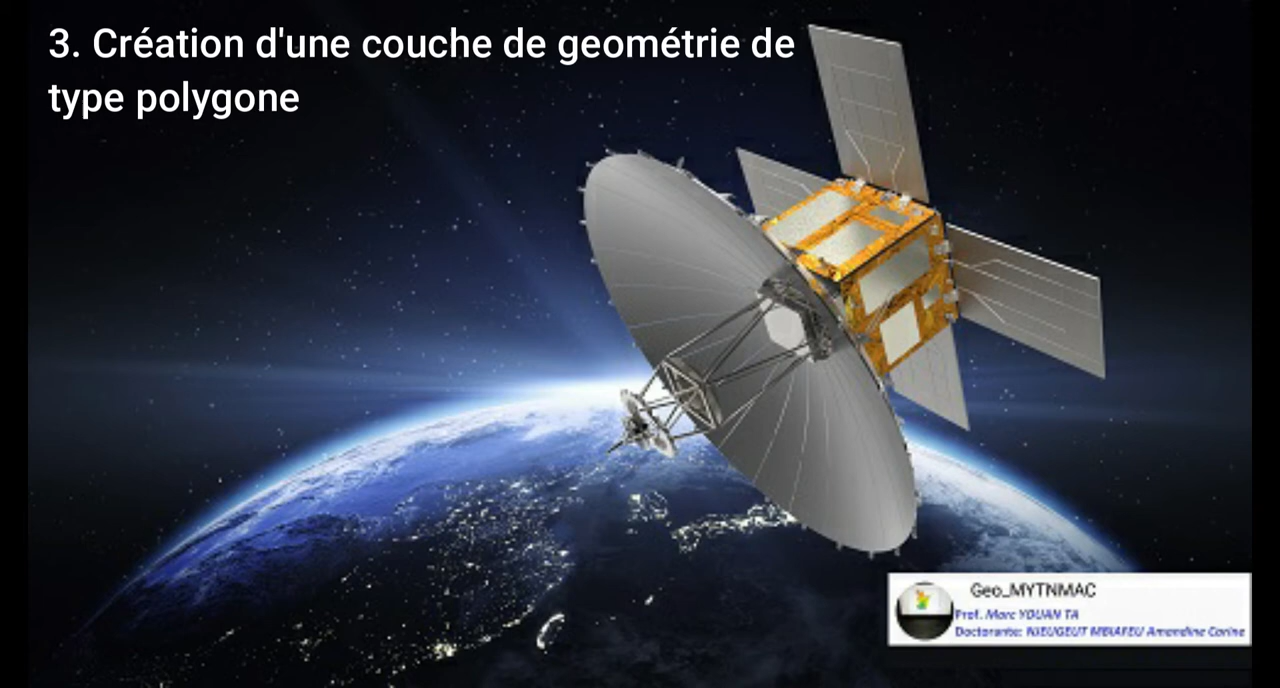 3. Création d'une couche de geométrie de
type polygone
Geo_MYTNMAC
Prof. Marc YOUAN TA
Doctorante: NJEUGEUT MBIAFEU Amandine Carine